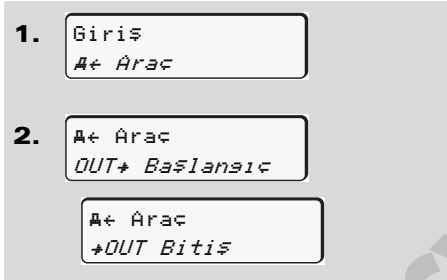 1. Giriş
🚚← Araç
2. 🚚← Araç
OUT→ Başlangıç
🚚← Araç
→OUT Bitiş